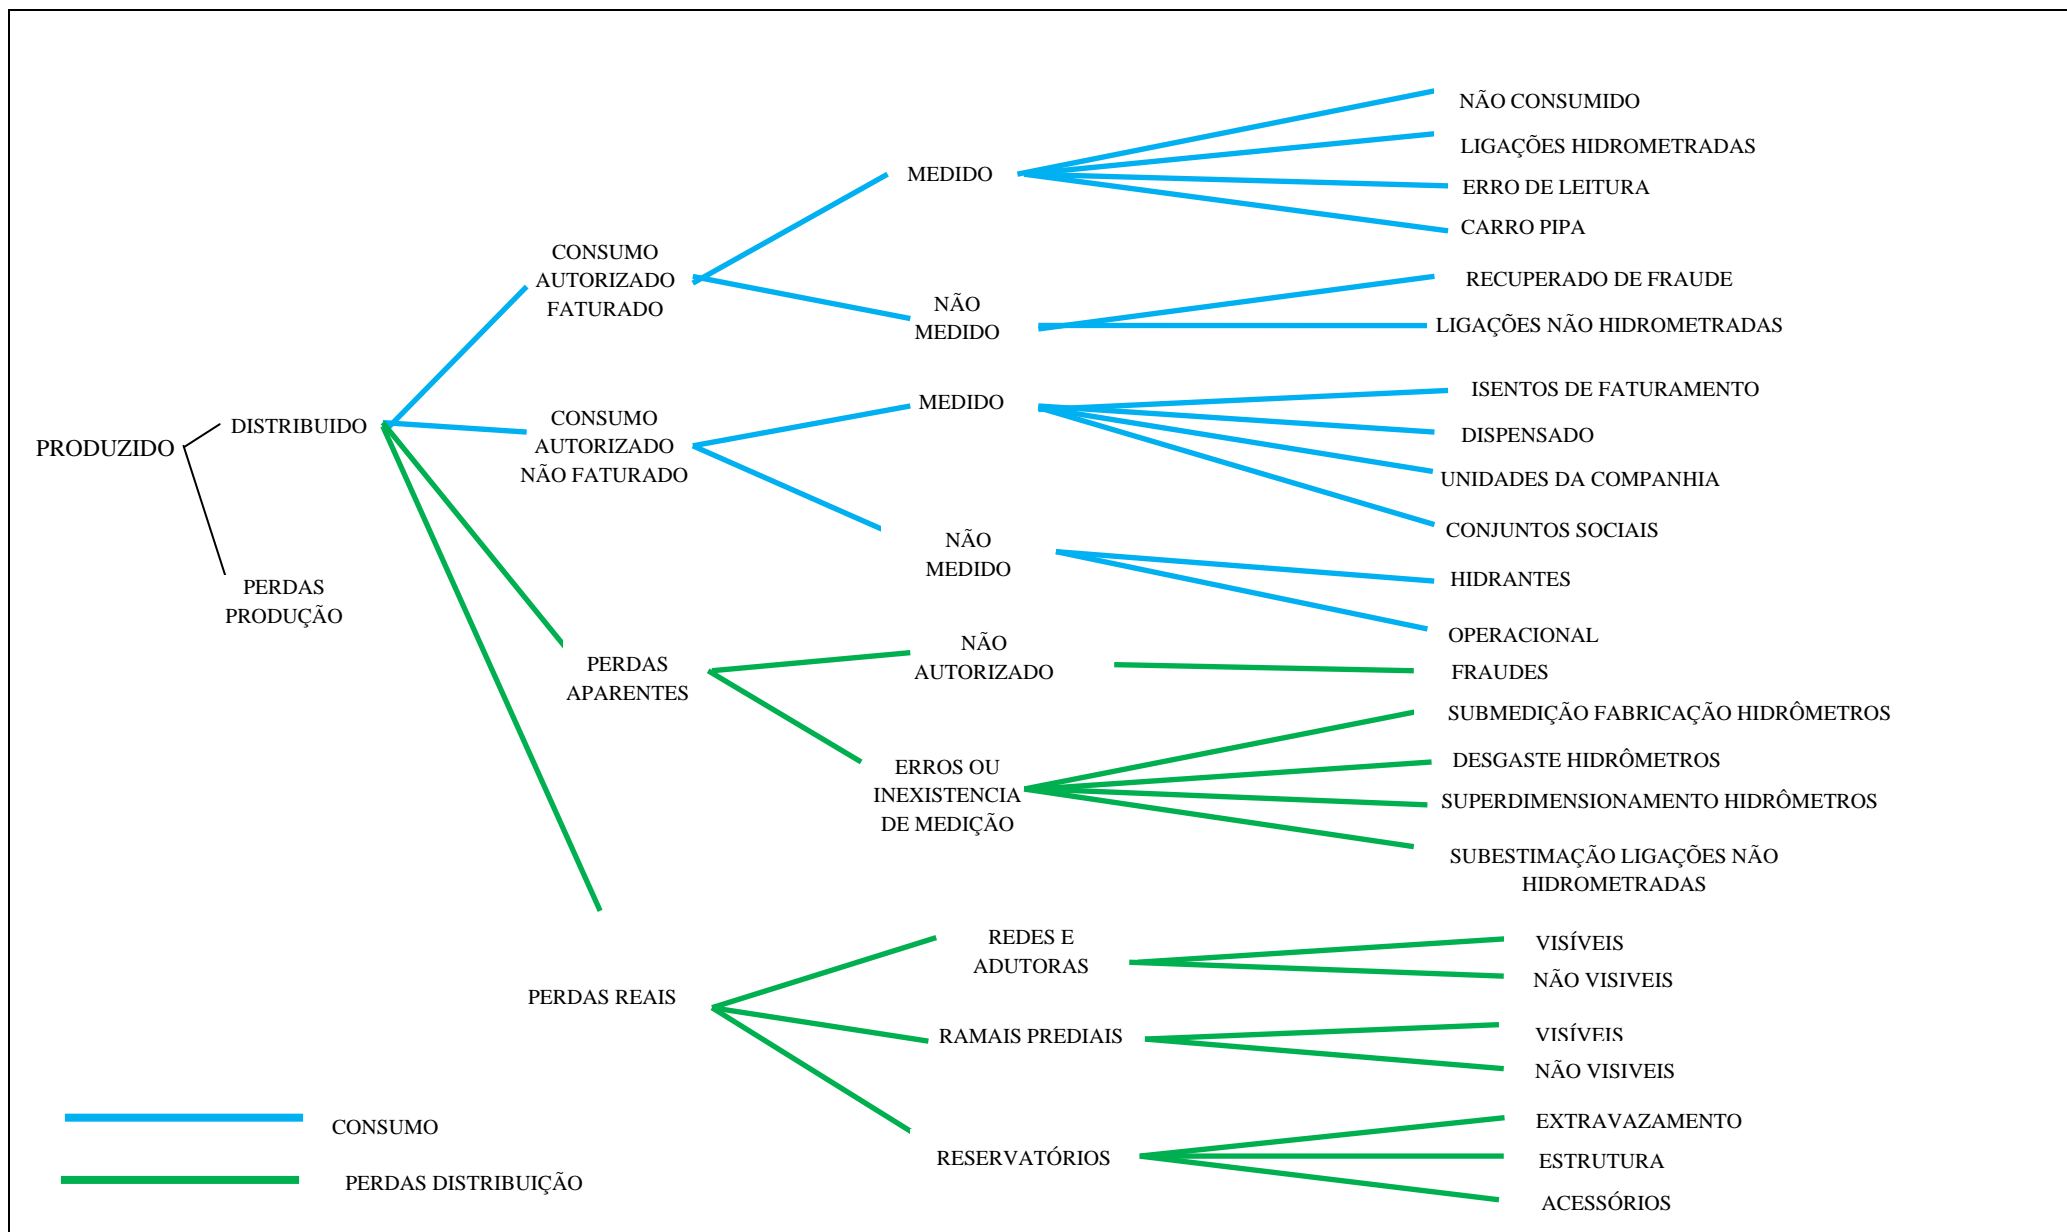 NÃO CONSUMIDO
LIGAÇÕES HIDROMETRADAS
MEDIDO
ERRO DE LEITURA
CARRO PIPA
CONSUMO
AUTORIZADO
FATURADO
RECUPERADO DE FRAUDE
NÃO
MEDIDO
LIGAÇÕES NÃO HIDROMETRADAS
ISENTOS DE FATURAMENTO
MEDIDO
DISTRIBUIDO
CONSUMO
AUTORIZADO
NÃO FATURADO
DISPENSADO
PRODUZIDO
UNIDADES DA COMPANHIA
CONJUNTOS SOCIAIS
NÃO
MEDIDO
HIDRANTES
PERDAS
PRODUÇÃO
OPERACIONAL
NÃO
AUTORIZADO
FRAUDES
PERDAS
APARENTES
SUBMEDIÇÃO FABRICAÇÃO HIDRÔMETROS
DESGASTE HIDRÔMETROS
ERROS OU
INEXISTENCIA
DE MEDIÇÃO
SUPERDIMENSIONAMENTO HIDRÔMETROS
SUBESTIMAÇÃO LIGAÇÕES NÃO
HIDROMETRADAS
REDES E
ADUTORAS
VISÍVEIS
NÃO VISIVEIS
PERDAS REAIS
RAMAIS PREDIAIS
VISÍVEIS
NÃO VISIVEIS
CONSUMO
EXTRAVAZAMENTO
RESERVATÓRIOS
ESTRUTURA
PERDAS DISTRIBUIÇÃO
ACESSÓRIOS